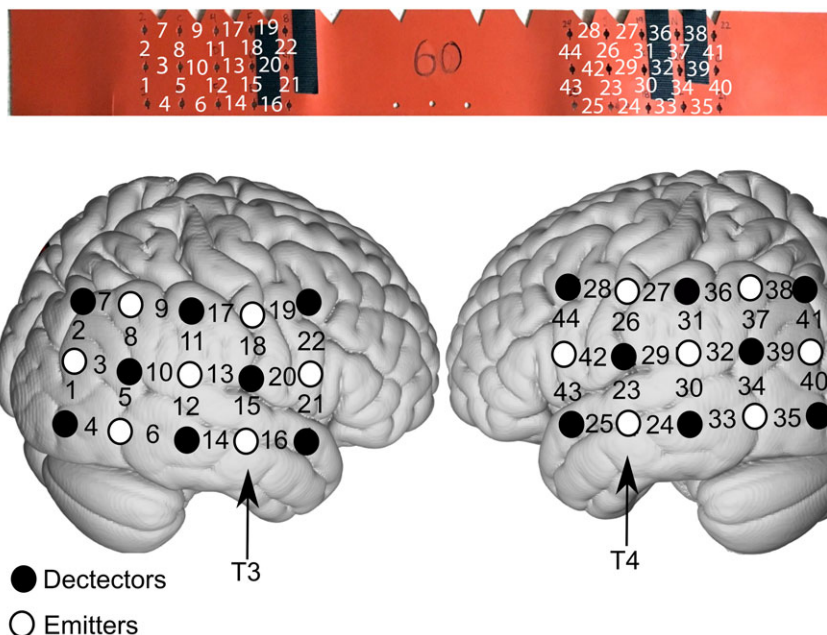 7 9 17 19
2 8 11 18 22
3 10 13 20
1 5 12 15 21
4 6 14 16
60
28 27 36 38
44 26 31 37 41
42 29 32 39
43 23 30 34 40
25 24 33 35
7 9 17 19
2 8 11 18 22
3 10 13 20
1 5 12 15 21
4 6 14 16
28 27 36 38
44 26 31 37 41
42 29 32 39
43 23 30 34 40
25 24 33 35
T3
T4
Dectectors
Emitters